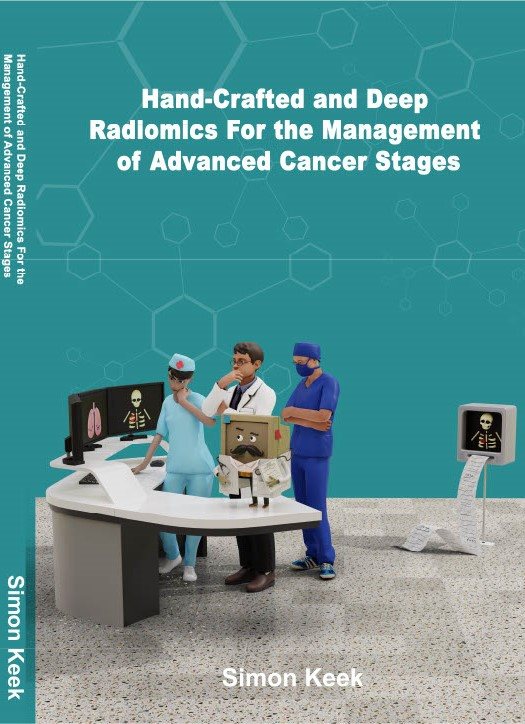 Hand-Crafted and Deep
Radiomics For the Management
of Advanced Cancer Stages
Hand-Crafted and Deep Radiomics For the
Management of Advanced Cancer Stages
Simon Keek
Simon Keek